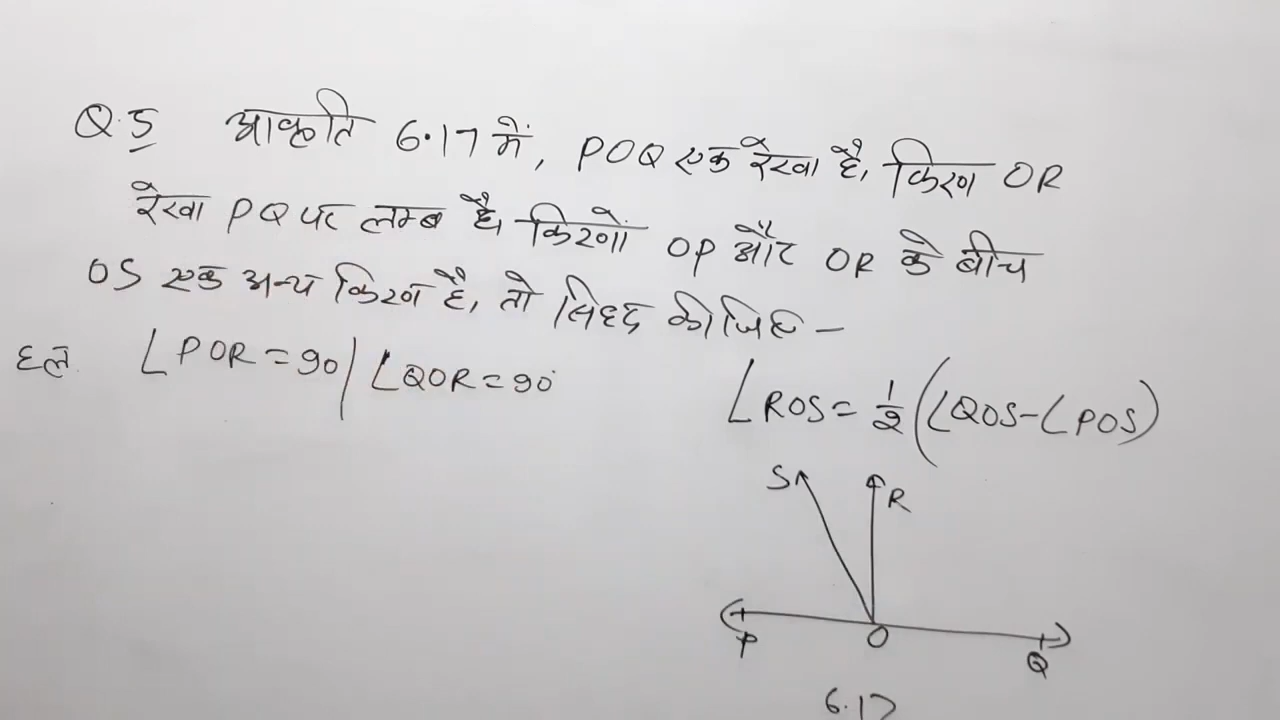 Q.5 आकृति 6.17 में, POQ एक रेखा है, किरण OR
रेखा PQ पर लम्ब है, किरणों OP और OR के बीच
OS एक अन्य किरण है, तो सिध्द कीजिए -
हल. ∠POR = 90 | ∠QOR = 90°
∠ROS = 1/2 (∠QOS - ∠POS)
S R
P O Q
6.17